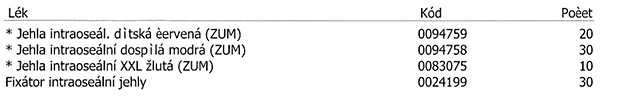 Lék Kód Poèet
* Jehla intraoseál. dìtská èervená (ZUM) 0094759 20
* Jehla intraoseální dospìlá modrá (ZUM) 0094758 30
* Jehla intraoseální XXL žlutá (ZUM) 0083075 10
Fixátor intraoseální jehly 0024199 30